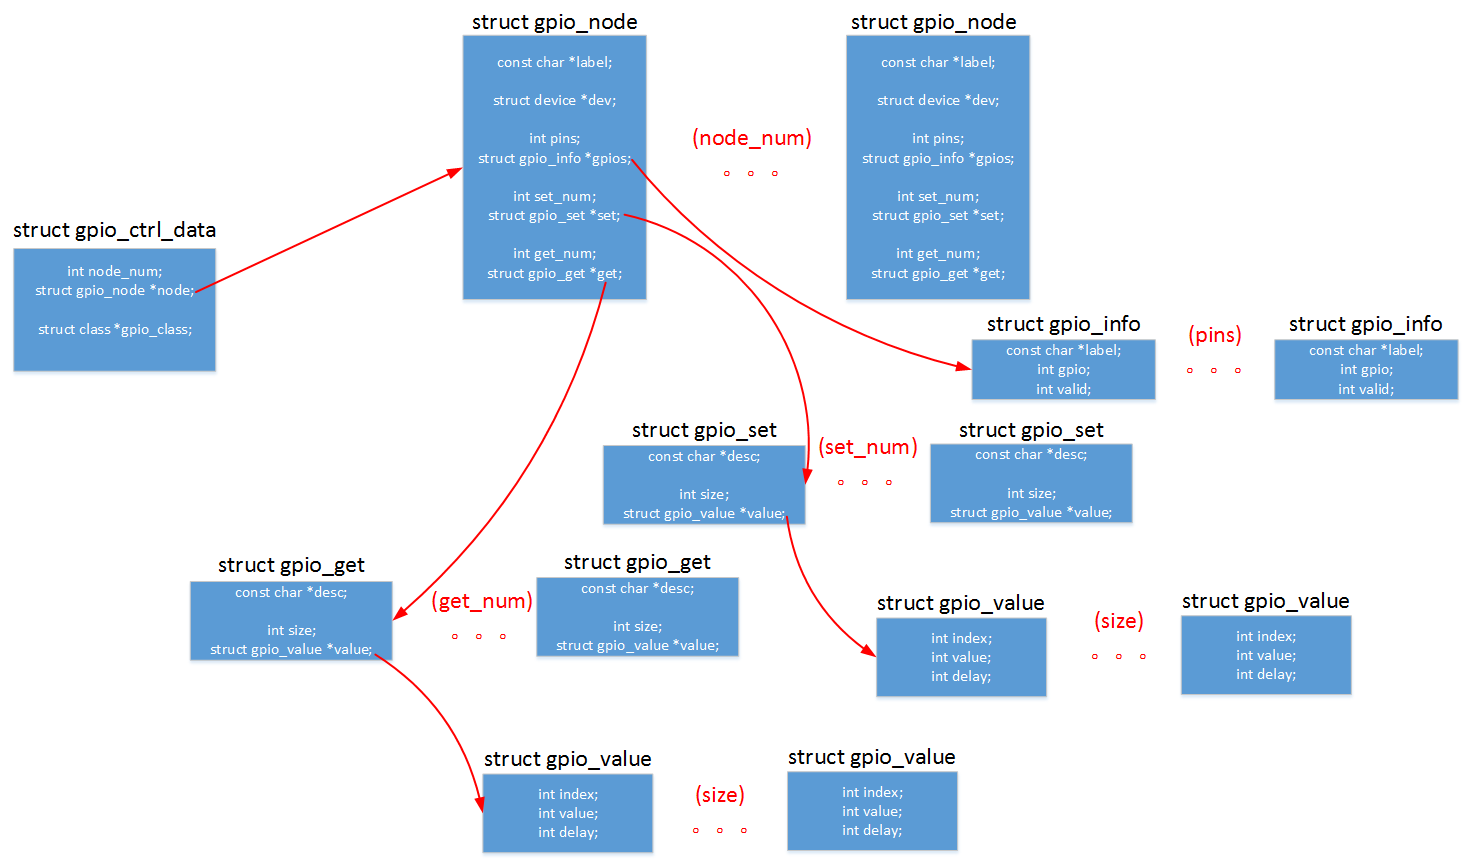 struct gpio_node
const char *label;
struct device *dev;
int pins;
struct gpio_info *gpios;
int set_num;
struct gpio_set *set;
int get_num;
struct gpio_get *get;
(node_num)
。。。
struct gpio_node
const char *label;
struct device *dev;
int pins;
struct gpio_info *gpios;
int set_num;
struct gpio_set *set;
int get_num;
struct gpio_get *get;
struct gpio_ctrl_data
int node_num;
struct gpio_node *node;
struct class *gpio_class;
struct gpio_info
const char *label;
int gpio;
int valid;
(pins)
。。。
struct gpio_info
const char *label;
int gpio;
int valid;
struct gpio_set
const char *desc;
int size;
struct gpio_value *value;
(set_num)
。。。
struct gpio_set
const char *desc;
int size;
struct gpio_value *value;
struct gpio_get
const char *desc;
int size;
struct gpio_value *value;
(get_num)
。。。
struct gpio_get
const char *desc;
int size;
struct gpio_value *value;
struct gpio_value
int index;
int value;
int delay;
(size)
。。。
struct gpio_value
int index;
int value;
int delay;
struct gpio_value
int index;
int value;
int delay;
(size)
。。。
struct gpio_value
int index;
int value;
int delay;